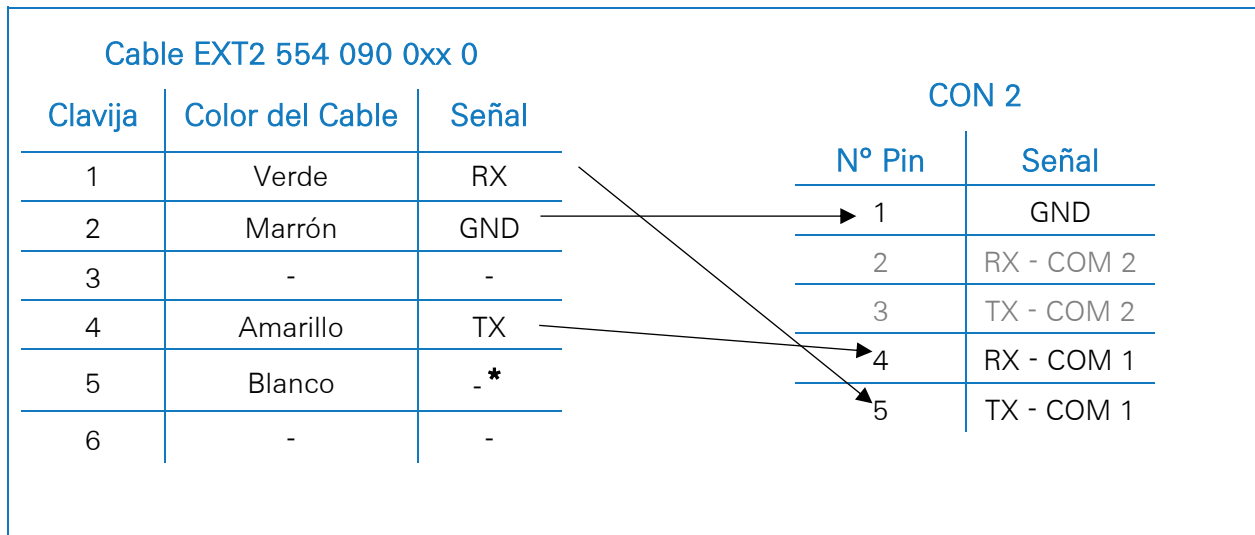 Cable EXT2 554 090 0xx 0
Clavija Color del Cable Señal
1 Verde RX
2 Marrón GND
3 - -
4 Amarillo TX
5 Blanco -*
6 - -
CON 2
Nº Pin Señal
1 GND
2 RX - COM 2
3 TX - COM 2
4 RX - COM 1
5 TX - COM 1